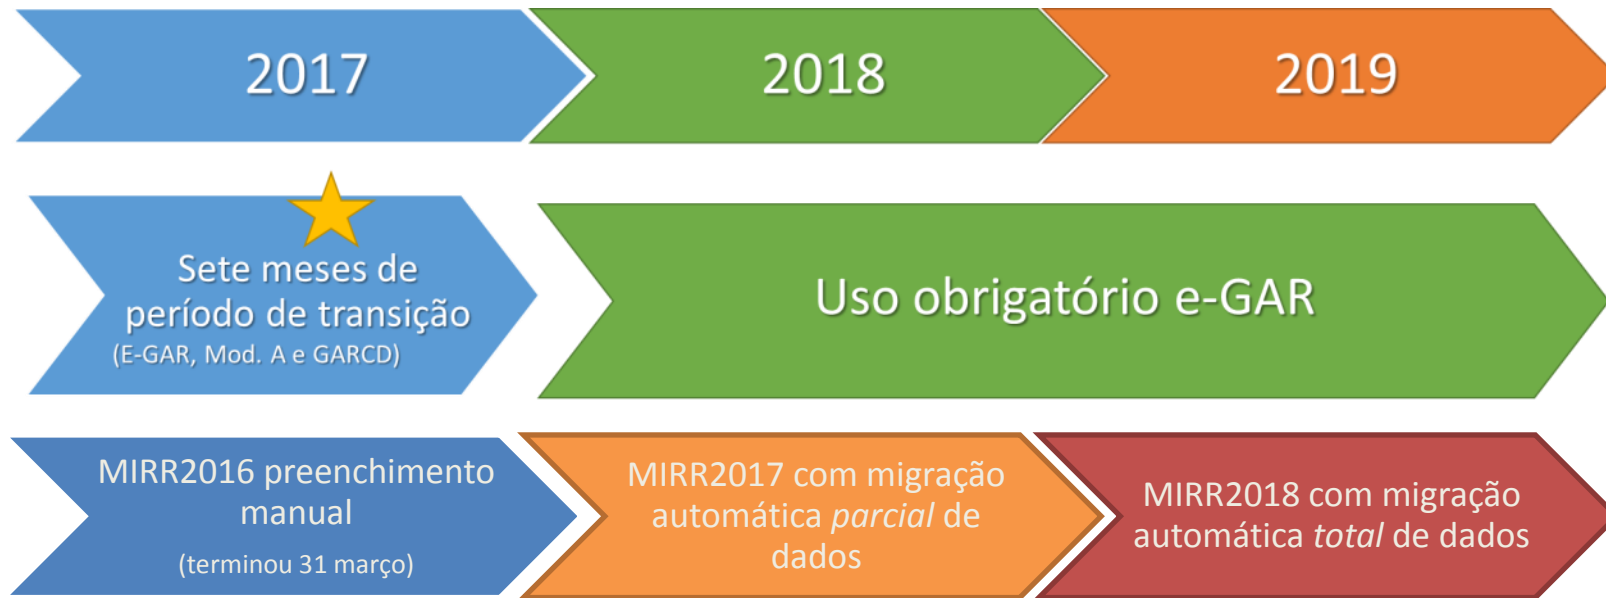 2017
2018
2019
Sete meses de
período de transição
(E-GAR, Mod. A e GARCD)
Uso obrigatório e-GAR
MIRR2016 preenchimento
manual
(terminou 31 março)
MIRR2017 com migração
automática parcial de
dados
MIRR2018 com migração
automática total de dados